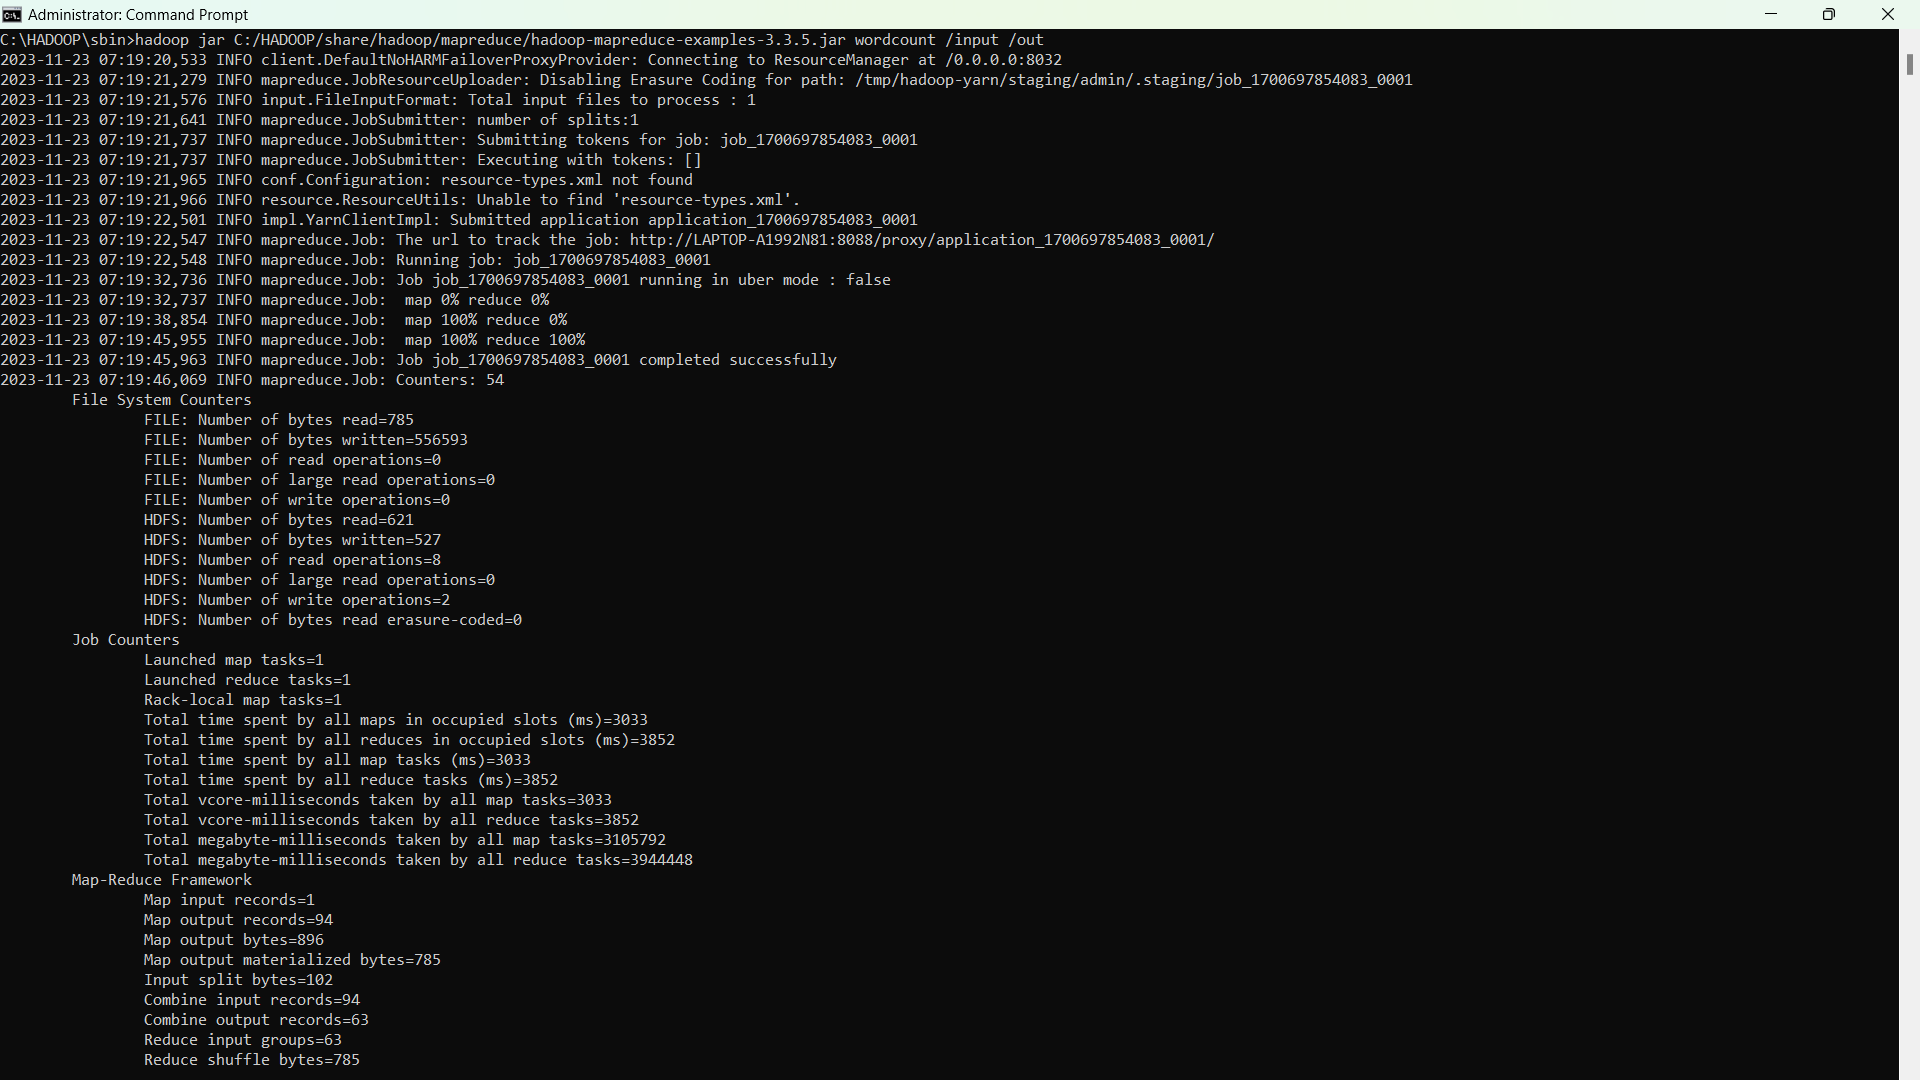 Administrator: Command Prompt
C:\HADOOP\sbin>hadoop jar C:/HADOOP/share/hadoop/mapreduce/hadoop-mapreduce-examples-3.3.5.jar wordcount /input /out
2023-11-23 07:19:20,533 INFO client.DefaultNoHARMFailoverProxyProvider: Connecting to ResourceManager at /0.0.0.0:8032
2023-11-23 07:19:21,279 INFO mapreduce.JobResourceUploader: Disabling Erasure Coding for path: /tmp/hadoop-yarn/staging/admin/.staging/job_1700697854083_0001
2023-11-23 07:19:21,576 INFO input.FileInputFormat: Total input files to process : 1
2023-11-23 07:19:21,641 INFO mapreduce.JobSubmitter: number of splits:1
2023-11-23 07:19:21,737 INFO mapreduce.JobSubmitter: Submitting tokens for job: job_1700697854083_0001
2023-11-23 07:19:21,737 INFO mapreduce.JobSubmitter: Executing with tokens: []
2023-11-23 07:19:21,965 INFO conf.Configuration: resource-types.xml not found
2023-11-23 07:19:21,966 INFO resource.ResourceUtils: Unable to find 'resource-types.xml'.
2023-11-23 07:19:22,501 INFO impl.YarnClientImpl: Submitted application application_1700697854083_0001
2023-11-23 07:19:22,547 INFO mapreduce.Job: The url to track the job: http://LAPTOP-A1992N81:8088/proxy/application_1700697854083_0001/
2023-11-23 07:19:22,548 INFO mapreduce.Job: Running job: job_1700697854083_0001
2023-11-23 07:19:32,736 INFO mapreduce.Job: Job job_1700697854083_0001 running in uber mode : false
2023-11-23 07:19:32,737 INFO mapreduce.Job:  map 0% reduce 0%
2023-11-23 07:19:38,854 INFO mapreduce.Job:  map 100% reduce 0%
2023-11-23 07:19:45,955 INFO mapreduce.Job:  map 100% reduce 100%
2023-11-23 07:19:45,963 INFO mapreduce.Job: Job job_1700697854083_0001 completed successfully
2023-11-23 07:19:46,069 INFO mapreduce.Job: Counters: 54
File System Counters
FILE: Number of bytes read=785
FILE: Number of bytes written=556593
FILE: Number of read operations=0
FILE: Number of large read operations=0
FILE: Number of write operations=0
HDFS: Number of bytes read=621
HDFS: Number of bytes written=527
HDFS: Number of read operations=8
HDFS: Number of large read operations=0
HDFS: Number of write operations=2
HDFS: Number of bytes read erasure-coded=0
Job Counters
Launched map tasks=1
Launched reduce tasks=1
Rack-local map tasks=1
Total time spent by all maps in occupied slots (ms)=3033
Total time spent by all reduces in occupied slots (ms)=3852
Total time spent by all map tasks (ms)=3033
Total time spent by all reduce tasks (ms)=3852
Total vcore-milliseconds taken by all map tasks=3033
Total vcore-milliseconds taken by all reduce tasks=3852
Total megabyte-milliseconds taken by all map tasks=3105792
Total megabyte-milliseconds taken by all reduce tasks=3944448
Map-Reduce Framework
Map input records=1
Map output records=94
Map output bytes=896
Map output materialized bytes=785
Input split bytes=102
Combine input records=94
Combine output records=63
Reduce input groups=63
Reduce shuffle bytes=785